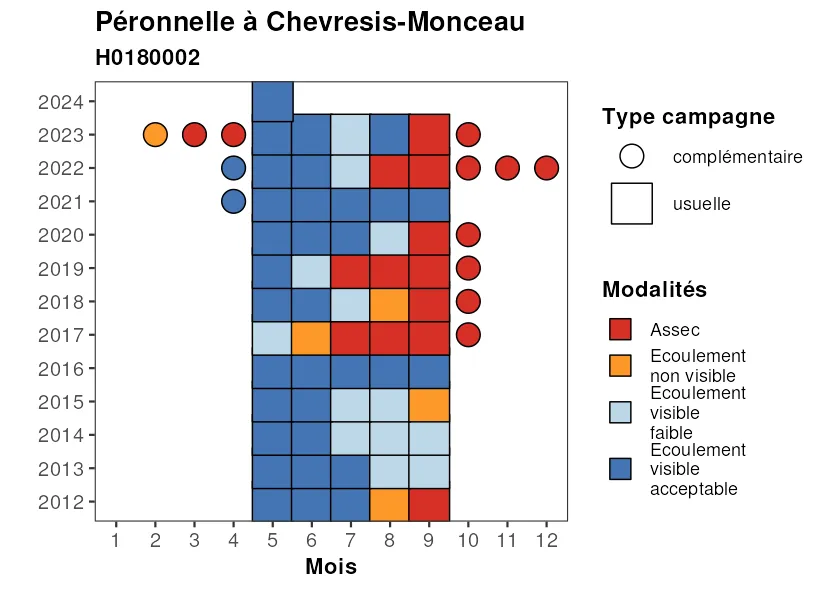 Péronnelle à Chevresis-Monceau
H0180002
2024
2023
2022
2021
2020
2019
2018
2017
2016
2015
2014
2013
2012
1 2 3 4 5 6 7 8 9 10 11 12
Mois
Type campagne
complémentaire
usuelle
Modalités
Assec
Ecoulement
non visible
Ecoulement
visible
faible
Ecoulement
visible
acceptable